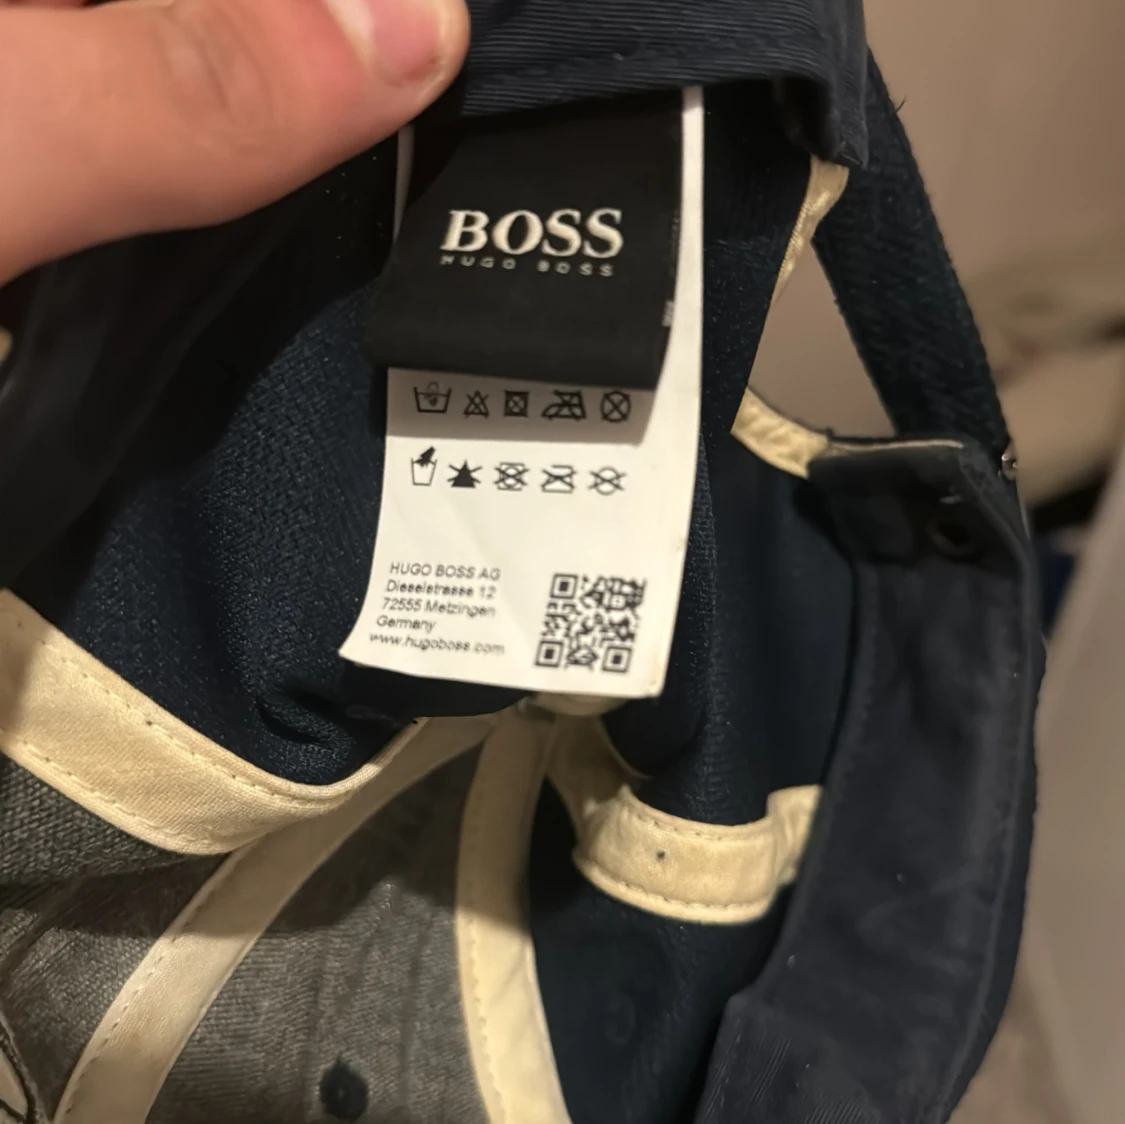 BOSS
HUGO BOSS
HUGO BOSS AG
Dieselstrasse 12
72555 Metzingen
Germany
www.hugoboss.com